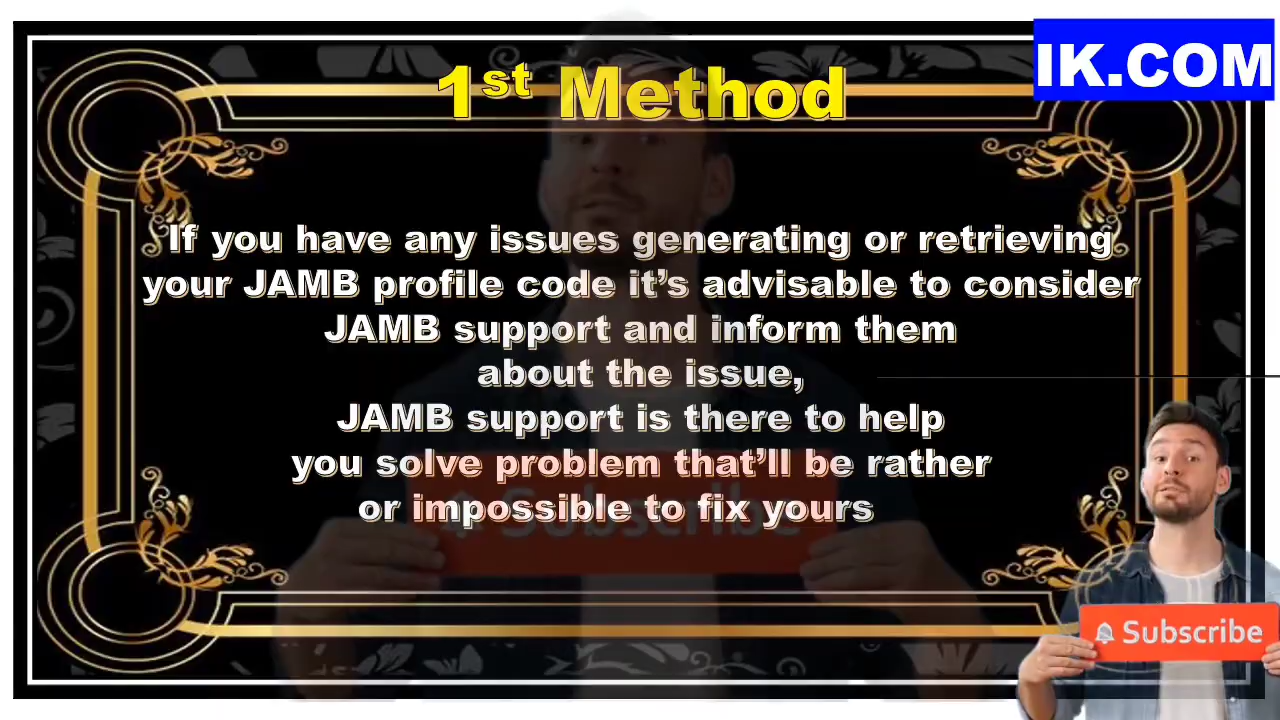 IK.COM
1st Method
If you have any issues generating or retrieving
your JAMB profile code it’s advisable to consider
JAMB support and inform them
about the issue,
JAMB support is there to help
you solve problem that’ll be rather
or impossible to fix yours
Subscribe
Subscribe